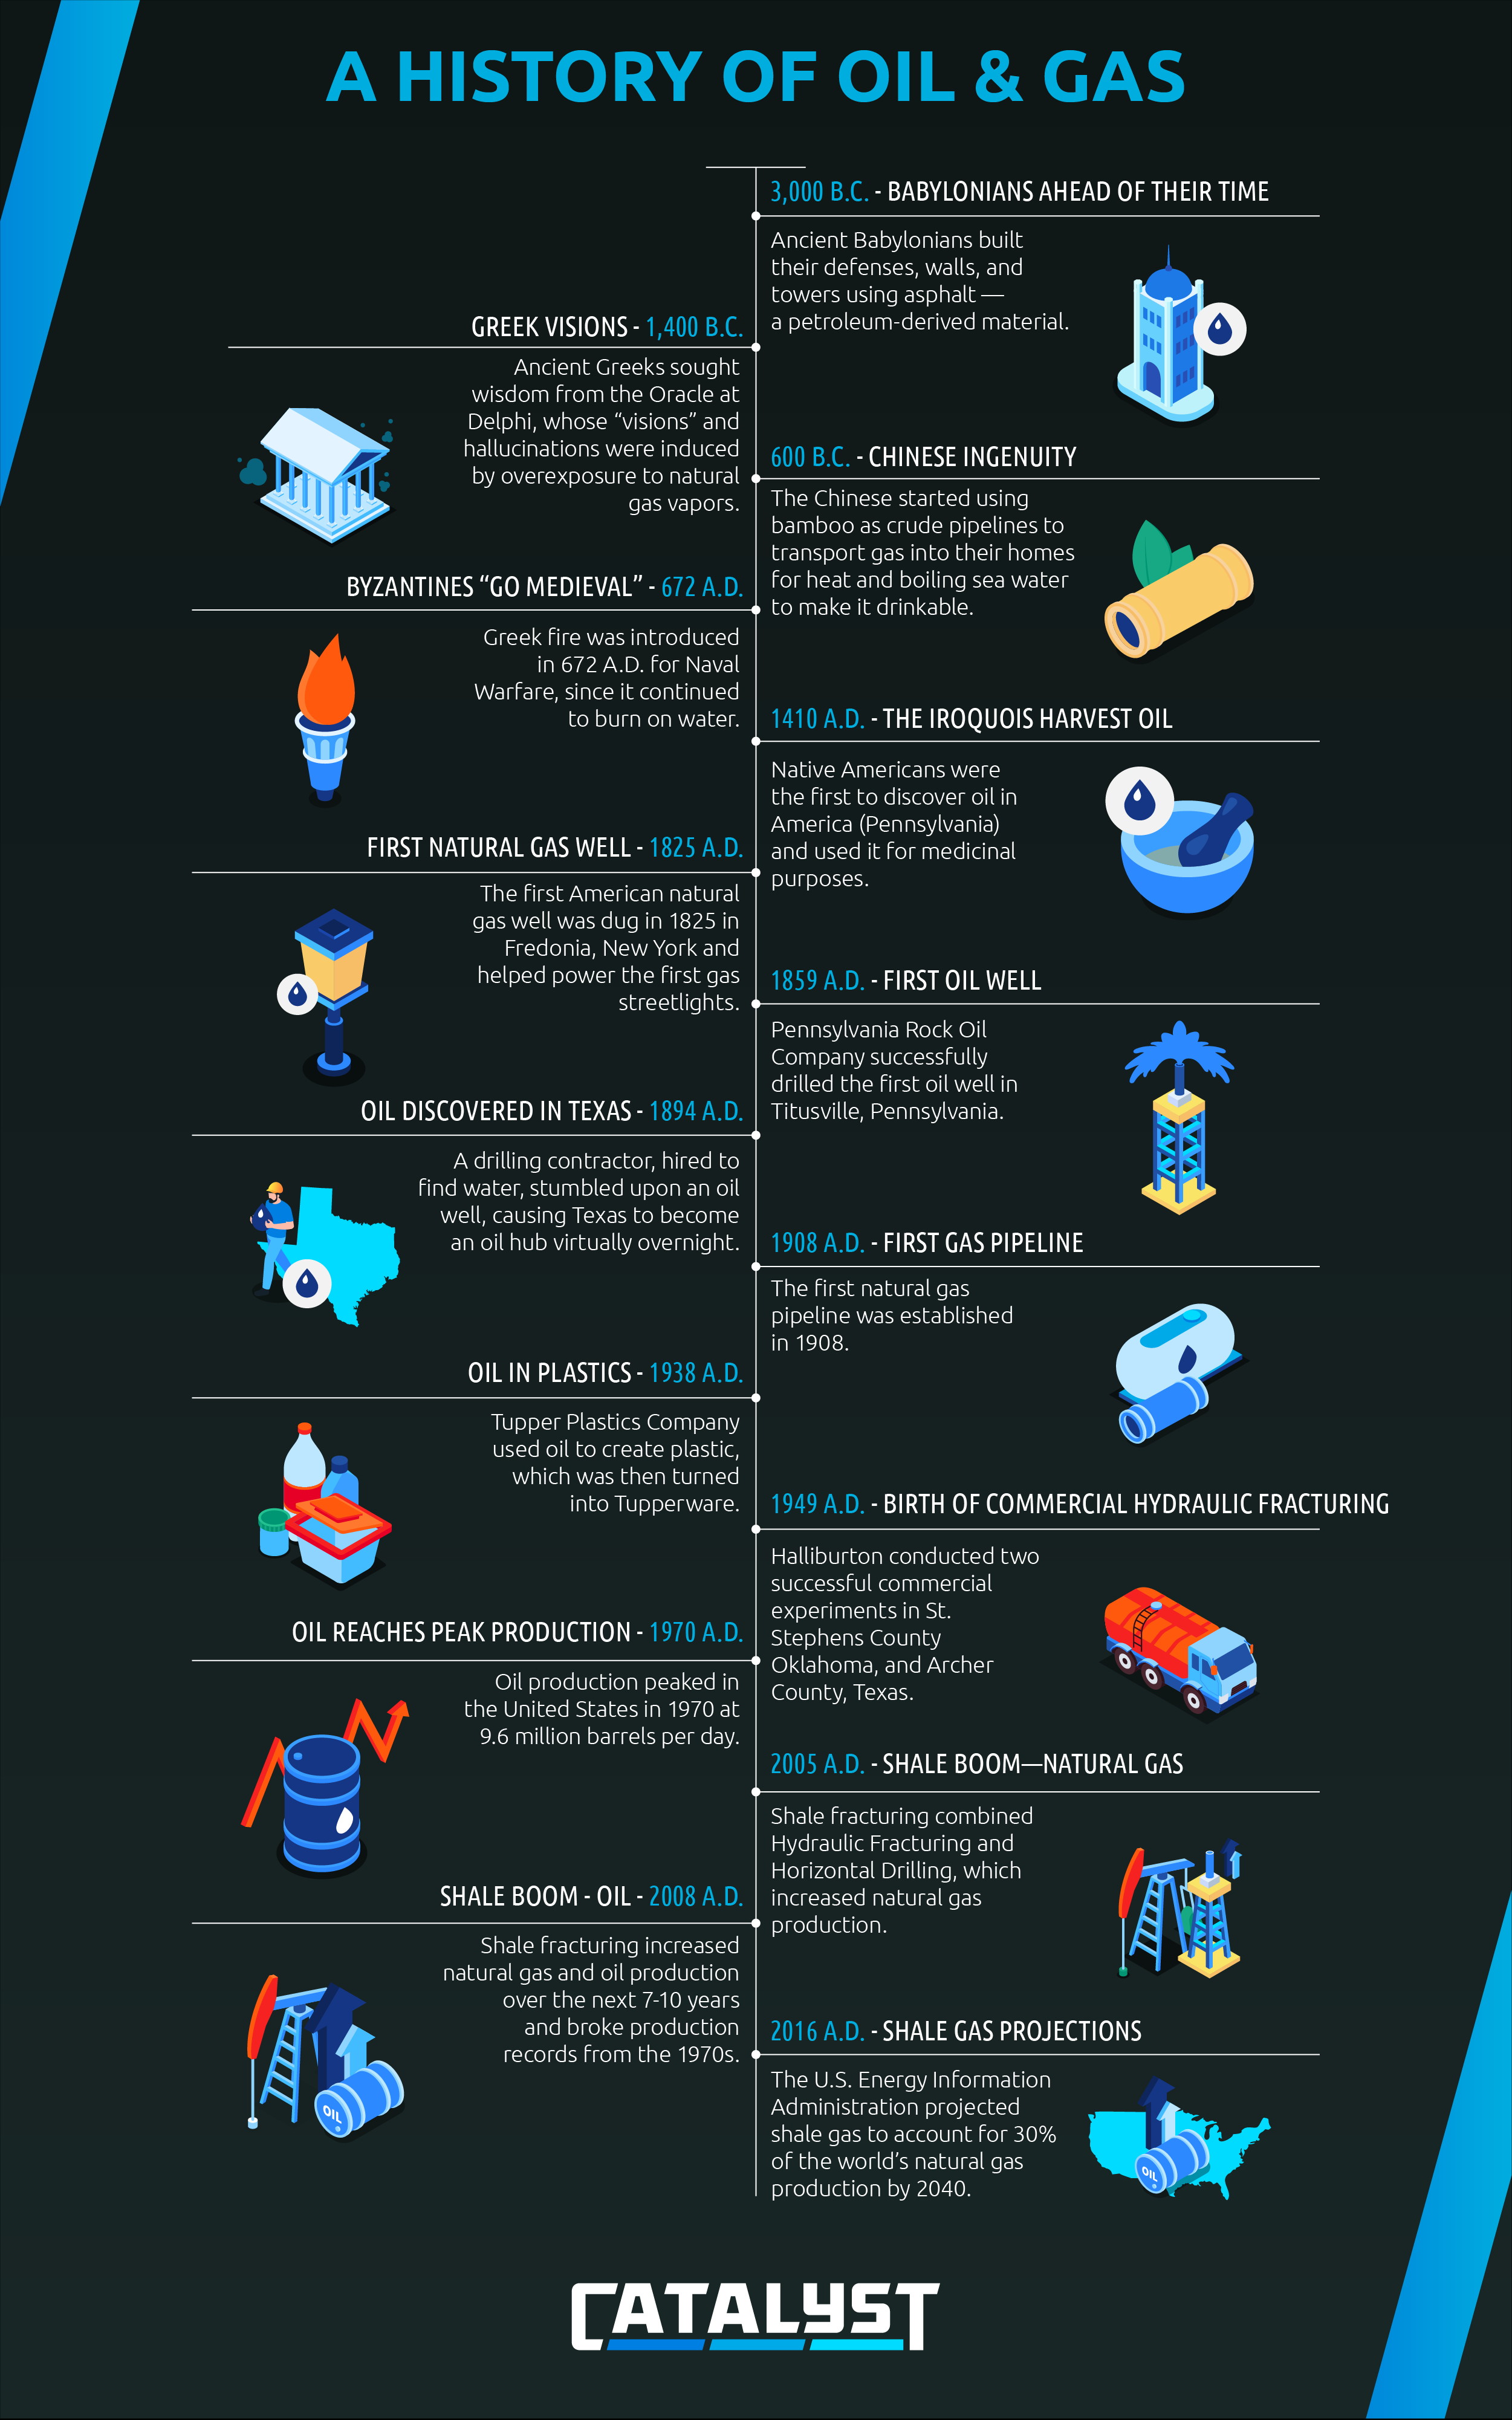 A HISTORY OF OIL & GAS
3,000 B.C. - BABYLONIANS AHEAD OF THEIR TIME
Ancient Babylonians built
their defenses, walls, and
towers using asphalt —
a petroleum-derived material.
GREEK VISIONS - 1,400 B.C.
Ancient Greeks sought
wisdom from the Oracle at
Delphi, whose “visions” and
hallucinations were induced
by overexposure to natural
gas vapors.
600 B.C. - CHINESE INGENUITY
The Chinese started using
bamboo as crude pipelines to
transport gas into their homes
for heat and boiling sea water
to make it drinkable.
BYZANTINES “GO MEDIEVAL” - 672 A.D.
Greek fire was introduced
in 672 A.D. for Naval
Warfare, since it continued
to burn on water.
1410 A.D. - THE IROQUOIS HARVEST OIL
Native Americans were
the first to discover oil in
America (Pennsylvania)
and used it for medicinal
purposes.
FIRST NATURAL GAS WELL - 1825 A.D.
The first American natural
gas well was dug in 1825 in
Fredonia, New York and
helped power the first gas
streetlights.
1859 A.D. - FIRST OIL WELL
Pennsylvania Rock Oil
Company successfully
drilled the first oil well in
Titusville, Pennsylvania.
OIL DISCOVERED IN TEXAS - 1894 A.D.
A drilling contractor, hired to
find water, stumbled upon an oil
well, causing Texas to become
an oil hub virtually overnight.
1908 A.D. - FIRST GAS PIPELINE
The first natural gas
pipeline was established
in 1908.
OIL IN PLASTICS - 1938 A.D.
Tupper Plastics Company
used oil to create plastic,
which was then turned
into Tupperware.
1949 A.D. - BIRTH OF COMMERCIAL HYDRAULIC FRACTURING
Halliburton conducted two
successful commercial
experiments in St.
Stephens County
Oklahoma, and Archer
County, Texas.
OIL REACHES PEAK PRODUCTION - 1970 A.D.
Oil production peaked in
the United States in 1970 at
9.6 million barrels per day.
2005 A.D. - SHALE BOOM—NATURAL GAS
Shale fracturing combined
Hydraulic Fracturing and
Horizontal Drilling, which
increased natural gas
production.
SHALE BOOM - OIL - 2008 A.D.
Shale fracturing increased
natural gas and oil production
over the next 7-10 years
and broke production
records from the 1970s.
OIL
2016 A.D. - SHALE GAS PROJECTIONS
The U.S. Energy Information
Administration projected
shale gas to account for 30%
of the world’s natural gas
production by 2040.
OIL
CATALYST